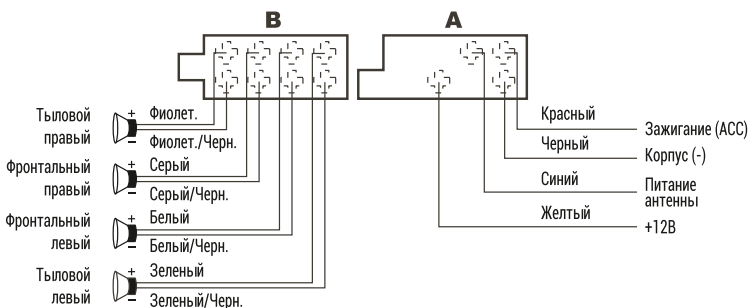 B
A
Тыловой
правый
+
−
Фиолет.
Фиолет./Черн.
Фронтальный
правый
+
−
Серый
Серый/Черн.
Фронтальный
левый
+
−
Белый
Белый/Черн.
Тыловой
левый
+
−
Зеленый
Зеленый/Черн.
Красный
Зажигание (ACC)
Черный
Корпус (-)
Синий
Питание
антенны
Желтый
+12В